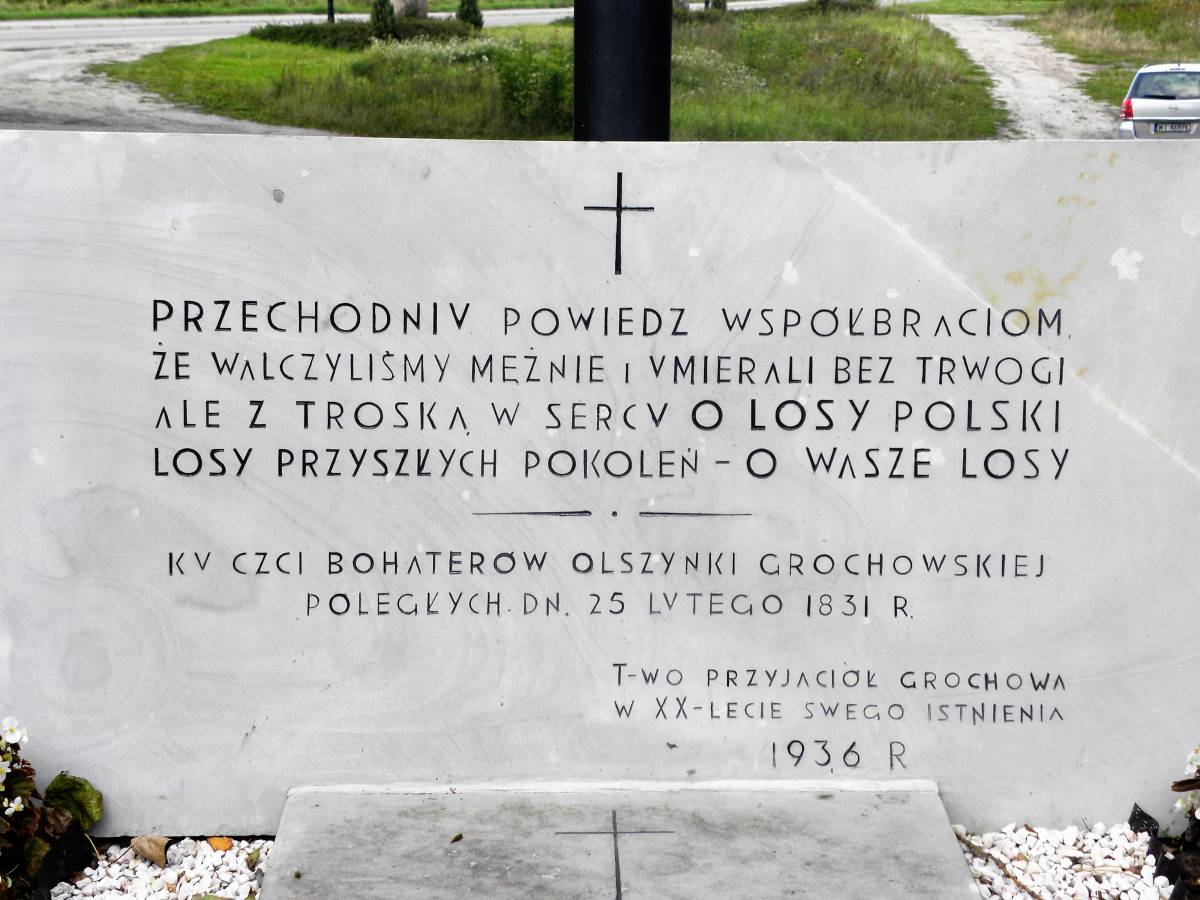 PRZECHODNIV POWIEDZ WSPÓŁBRACIOM,
ŻE WALCZYLIŚMY MĘŻNIE I VMIERALI BEZ TRWOGI
ALE Z TROSKĄ W SERCV O LOSY POLSKI
LOSY PRZYSZŁYCH POKOLEŃ – O WASZE LOSY
KV CZCI BOHATERÓW OLSZYNKI GROCHOWSKIEJ
POLEGŁYCH DN. 25 LVTEGO 1831 R.
T-WO PRZYJACIÓŁ GROCHOWA
W XX-LECIE SWEGO ISTNIENIA
1936 R